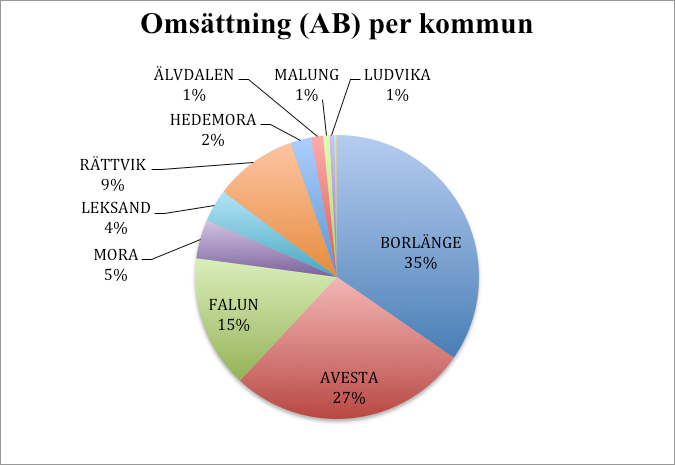 Omsättning (AB) per kommun
ÄLVDALEN
1%
MALUNG
1%
LUDVIKA
1%
HEDEMORA
2%
RÄTTVIK
9%
LEKSAND
4%
MORA
5%
BORLÄNGE
35%
FALUN
15%
AVESTA
27%